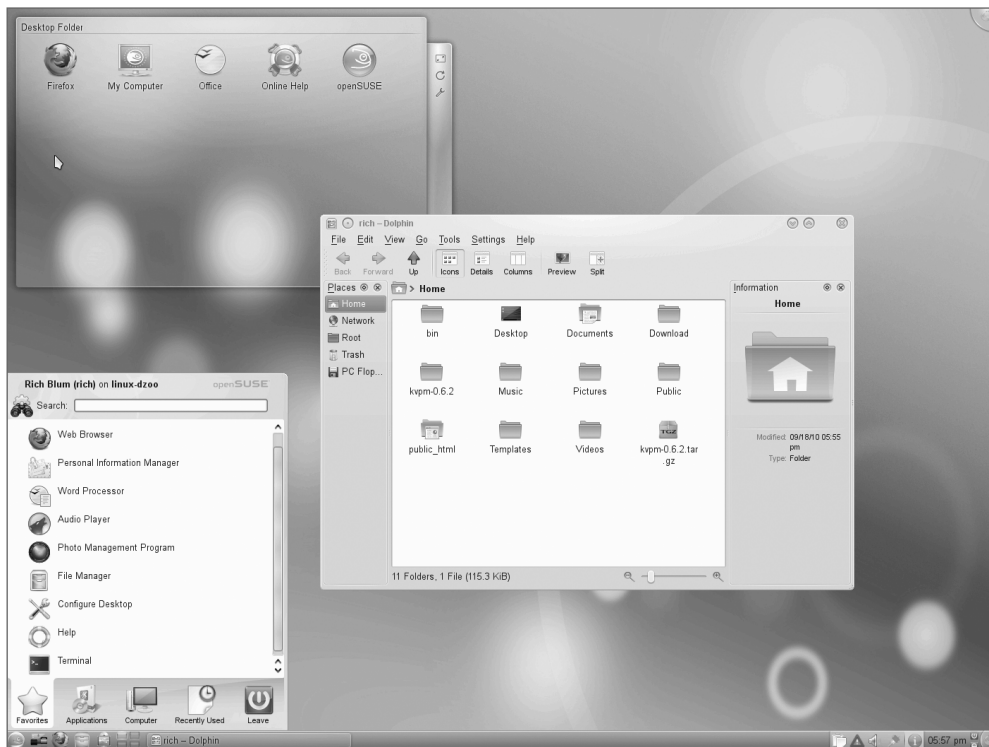 Desktop Folder
Firefox My Computer Office Online Help openSUSE
rich – Dolphin
File Edit View Go Tools Settings Help
Back Forward Up Icons Details Columns Preview Split
Places
Home
Network
Root
Trash
PC Flop...
> Home
bin Desktop Documents Download
kvpm-0.6.2 Music Pictures Public
public_html Templates Videos kvpm-0.6.2.tar
.gz
TGZ
11 Folders, 1 File (115.3 KiB)
Information
Home
Modified: 09/18/10 05:55
pm
Type: Folder
Rich Blum (rich) on linux-dzoo openSUSE
Search:
Web Browser
Personal Information Manager
Word Processor
Audio Player
Photo Management Program
File Manager
Configure Desktop
Help
Terminal
Favorites Applications Computer Recently Used Leave
rich – Dolphin
05:57 pm